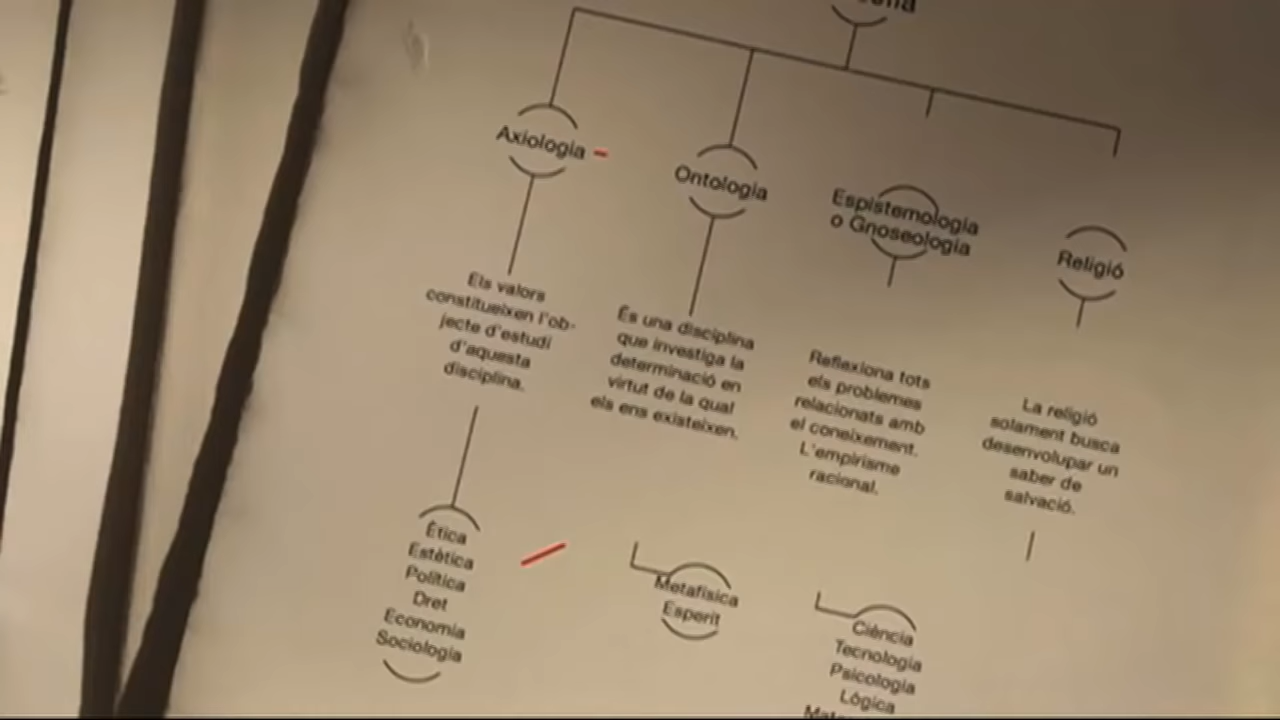 Axiologia
Ontologia
Espistemologia
o Gnoseologia
Religió
Els valors
constitueixen l'ob-
jecte d'estudi
d'aquesta
disciplina.
És una disciplina
que investiga la
determinació en
virtut de la qual
els ens existeixen.
Reflexiona tots
els problemes
relacionats amb
el coneixement.
L'empirisme
racional.
La religió
solament busca
desenvolupar un
saber de
salvació.
Ètica
Estètica
Política
Dret
Economia
Sociologia
Metafísica
Esperit
Ciència
Tecnologia
Psicologia
Lògica